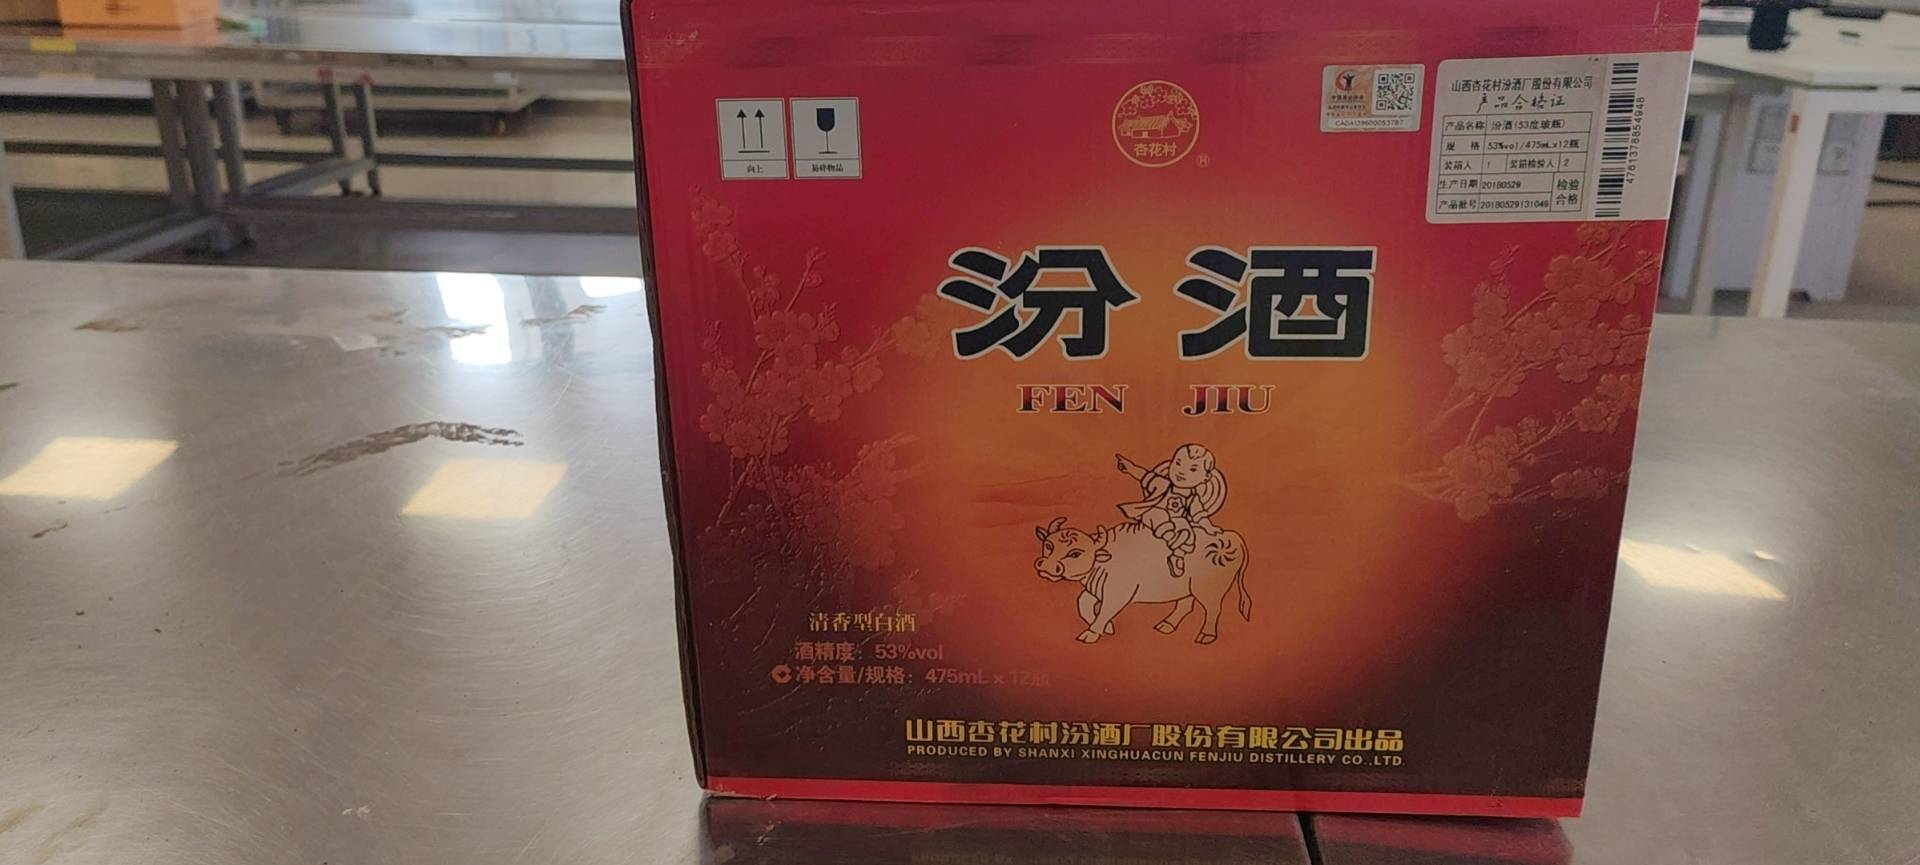 向上
易碎物品
杏花村
®
CADA139600053787
山西杏花村汾酒厂股份有限公司
产品合格证
产品名称 汾酒(53度玻瓶)
规 格 53%vol/475mL×12瓶
装箱人 1 装箱检验人 2
生产日期 20180529
检验合格
产品批号 20180529131049
4761378854948
汾酒
FEN JIU
清香型白酒
酒精度：53%vol
净含量/规格：475mL×12瓶
山西杏花村汾酒厂股份有限公司出品
PRODUCED BY SHANXI XINGHUACUN FENJIU DISTILLERY CO.,LTD.